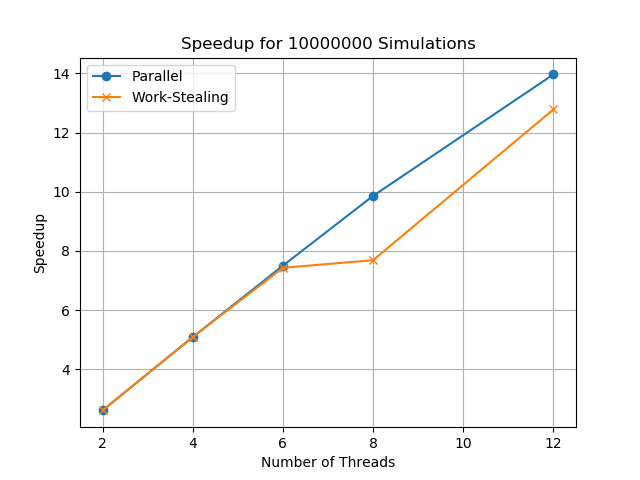 Speedup for 10000000 Simulations
Parallel
Work-Stealing
14
12
10
8
6
4
Speedup
2 4 6 8 10 12
Number of Threads